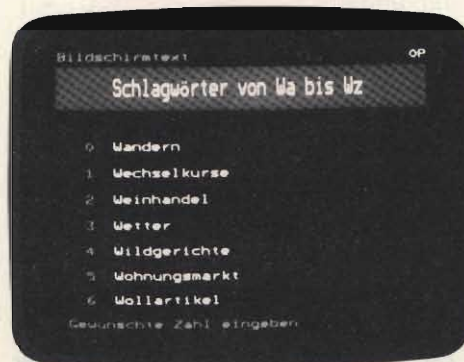 Bildschirmtext OP
Schlagwörter von Wa bis Wz
0 Wandern
1 Wechselkurse
2 Weinhandel
3 Wetter
4 Wildgerichte
5 Wohnungsmarkt
6 Wollartikel
Gewünschte Zahl eingeben